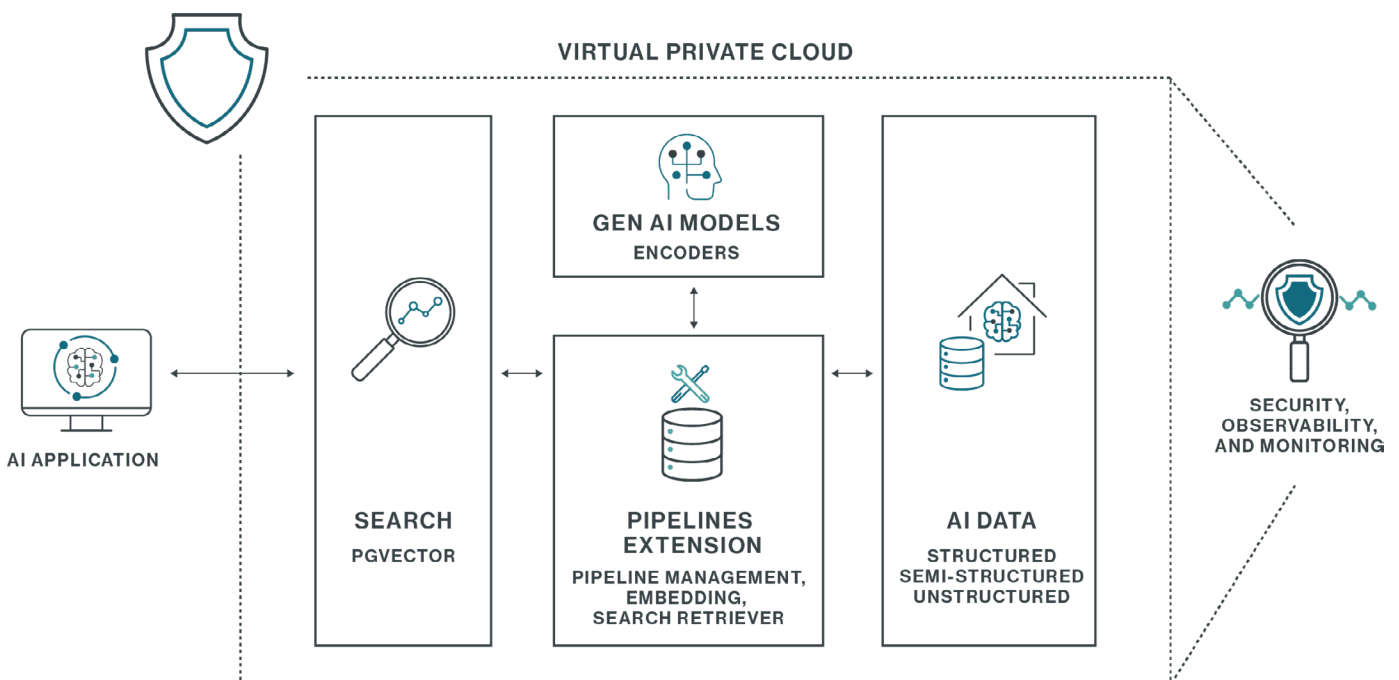 VIRTUAL PRIVATE CLOUD
AI APPLICATION
SEARCH
PGVECTOR
GEN AI MODELS
ENCODERS
PIPELINES
EXTENSION
PIPELINE MANAGEMENT,
EMBEDDING,
SEARCH RETRIEVER
AI DATA
STRUCTURED
SEMI-STRUCTURED
UNSTRUCTURED
SECURITY,
OBSERVABILITY,
AND MONITORING